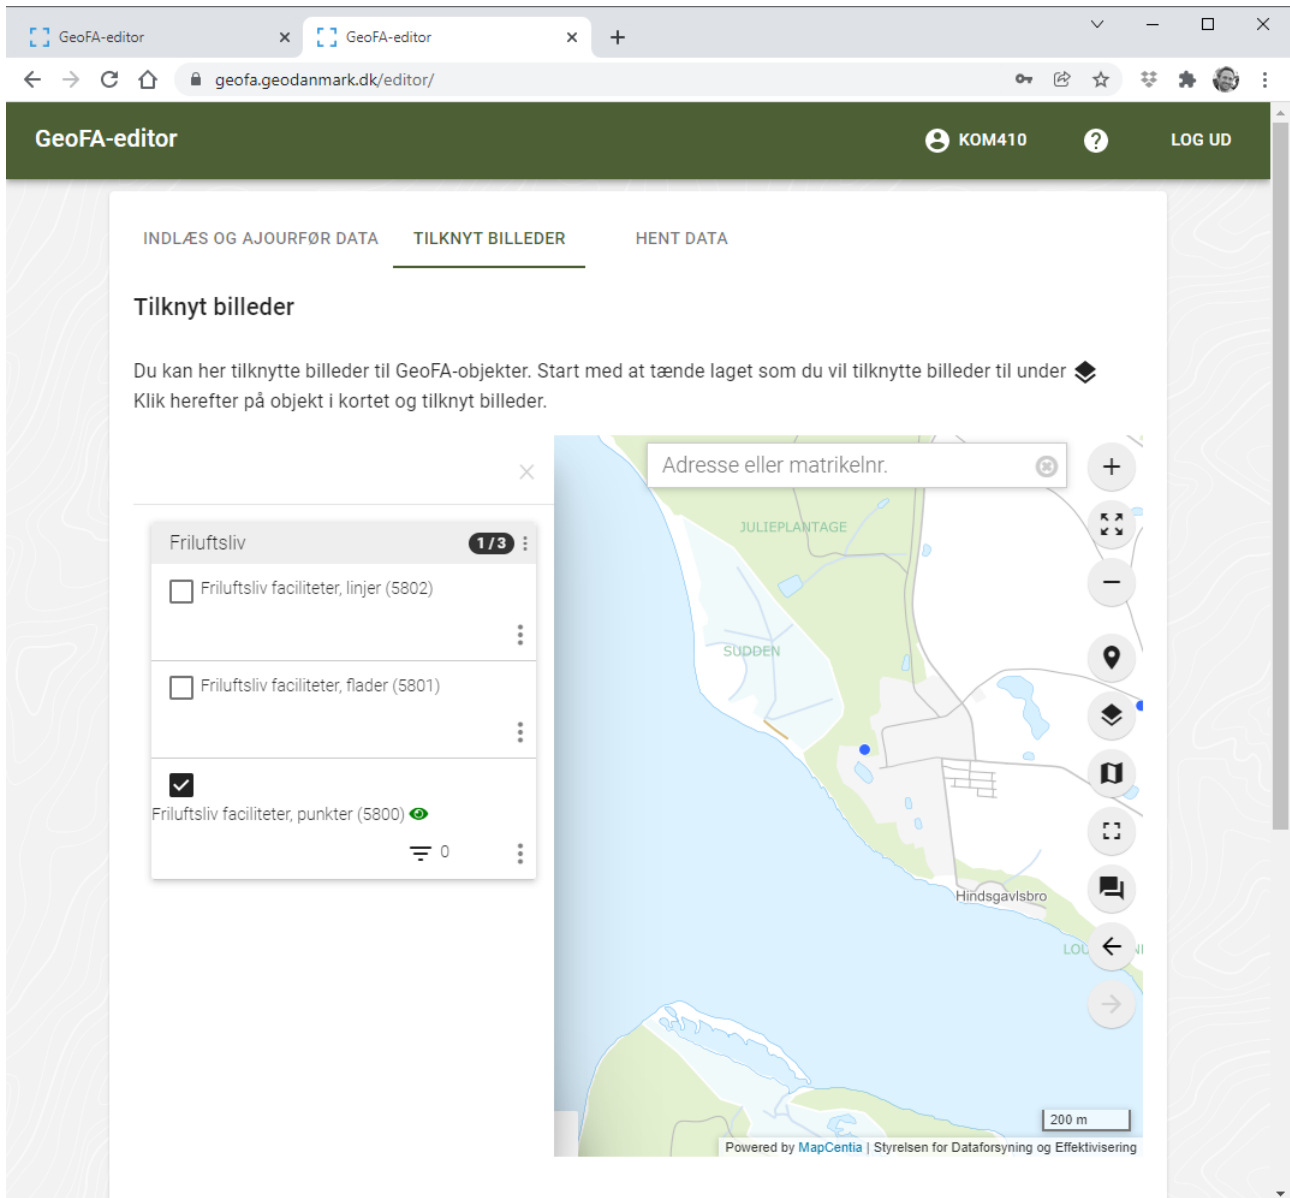 GeoFA-editor
GeoFA-editor
geofa.geodanmark.dk/editor/
GeoFA-editor
KOM410
LOG UD
INDLÆS OG AJOURFØR DATA
TILKNYT BILLEDER
HENT DATA
Tilknyt billeder
Du kan her tilknytte billeder til GeoFA-objekter. Start med at tænde laget som du vil tilknytte billeder til under
Klik herefter på objekt i kortet og tilknyt billeder.
Adresse eller matrikelnr.
Friluftsliv
1/3
Friluftsliv faciliteter, linjer (5802)
Friluftsliv faciliteter, flader (5801)
Friluftsliv faciliteter, punkter (5800)
0
JULIEPLANTAGE
SUDDEN
Hindsgavlsbro
200 m
Powered by MapCentia | Styrelsen for Dataforsyning og Effektivisering